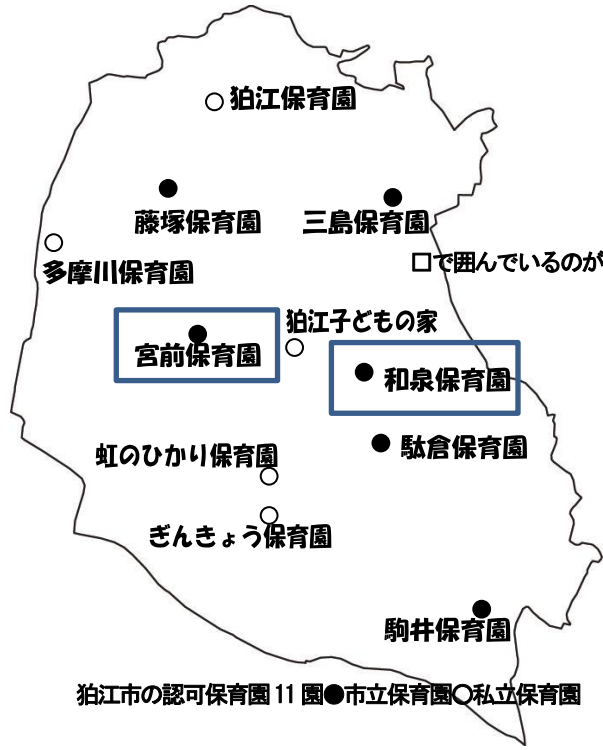 狛江保育園
藤塚保育園
三島保育園
多摩川保育園
□で囲んでいるのが
狛江子どもの家
宮前保育園
和泉保育園
駄倉保育園
虹のひかり保育園
ぎんきょう保育園
駒井保育園
狛江市の認可保育園11園●市立保育園○私立保育園